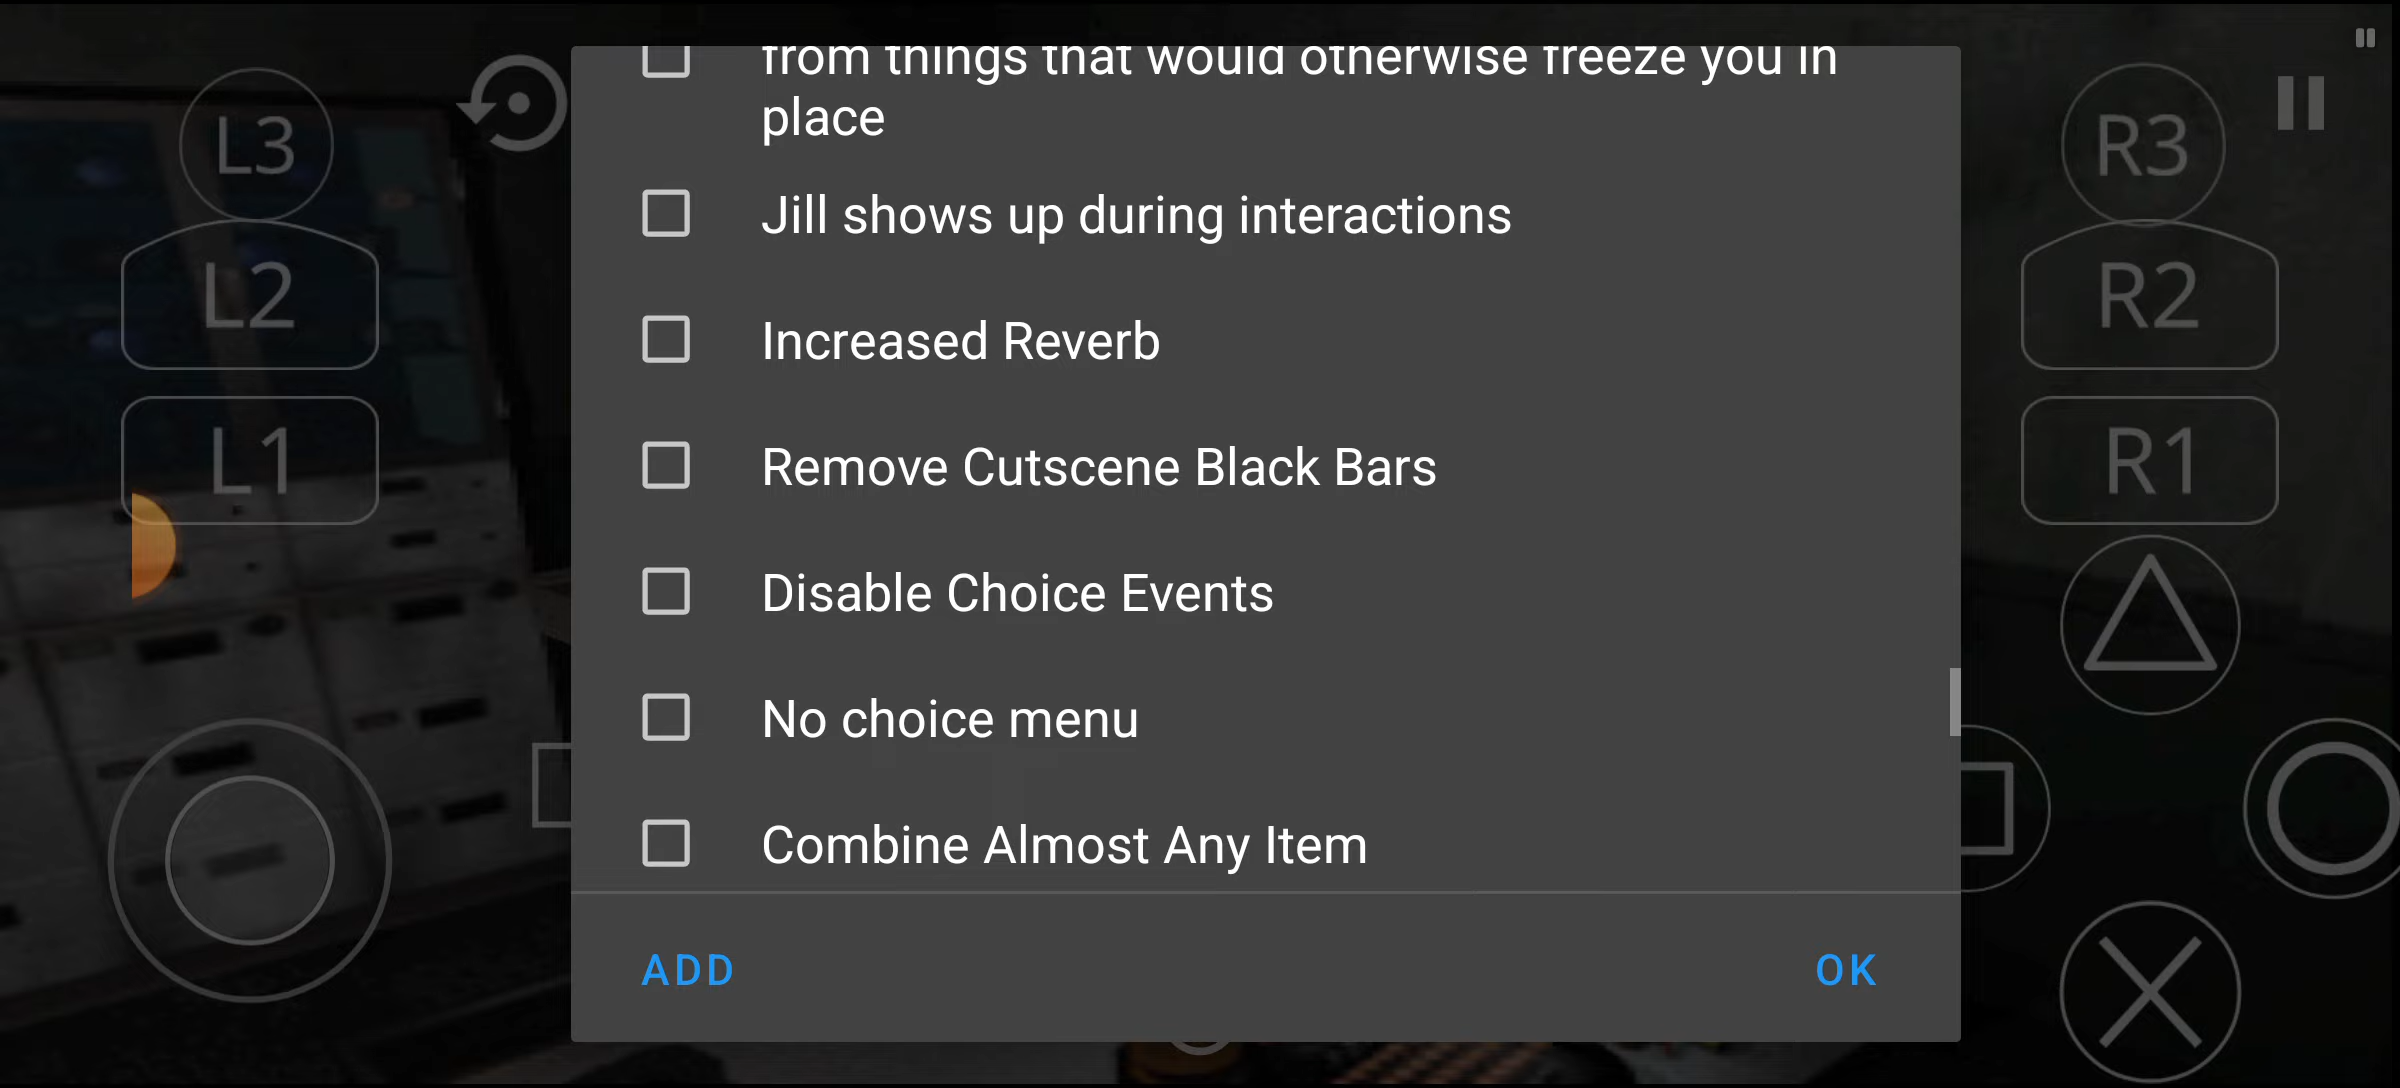 from things that would otherwise freeze you in
place
L3
R3
Jill shows up during interactions
L2
R2
Increased Reverb
L1
Remove Cutscene Black Bars
R1
Disable Choice Events
No choice menu
Combine Almost Any Item
ADD
OK